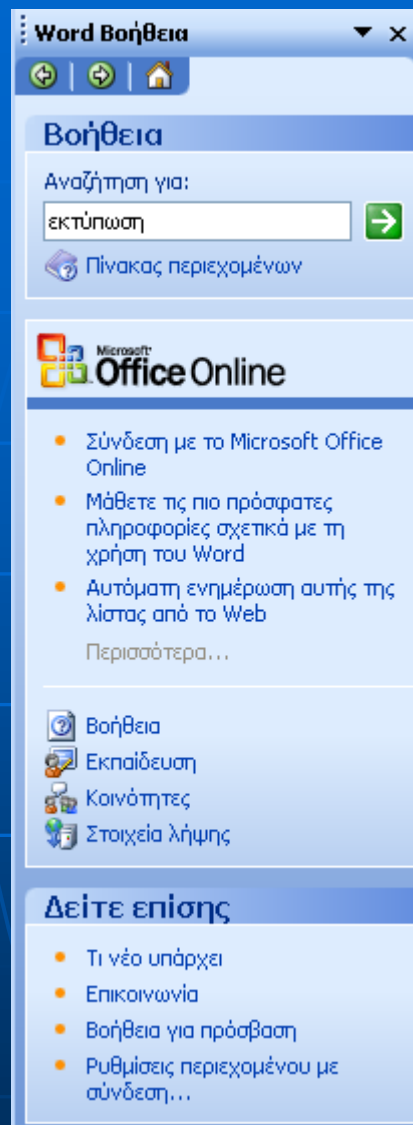 Word Βοήθεια
Βοήθεια
Αναζήτηση για:
εκτύπωση
Πίνακας περιεχομένων
Microsoft
Office Online
Σύνδεση με το Microsoft Office
Online
Μάθετε τις πιο πρόσφατες
πληροφορίες σχετικά με τη
χρήση του Word
Αυτόματη ενημέρωση αυτής της
λίστας από το Web
Περισσότερα...
Βοήθεια
Εκπαίδευση
Κοινότητες
Στοιχεία λήψης
Δείτε επίσης
Τι νέο υπάρχει
Επικοινωνία
Βοήθεια για πρόσβαση
Ρυθμίσεις περιεχομένου με
σύνδεση...